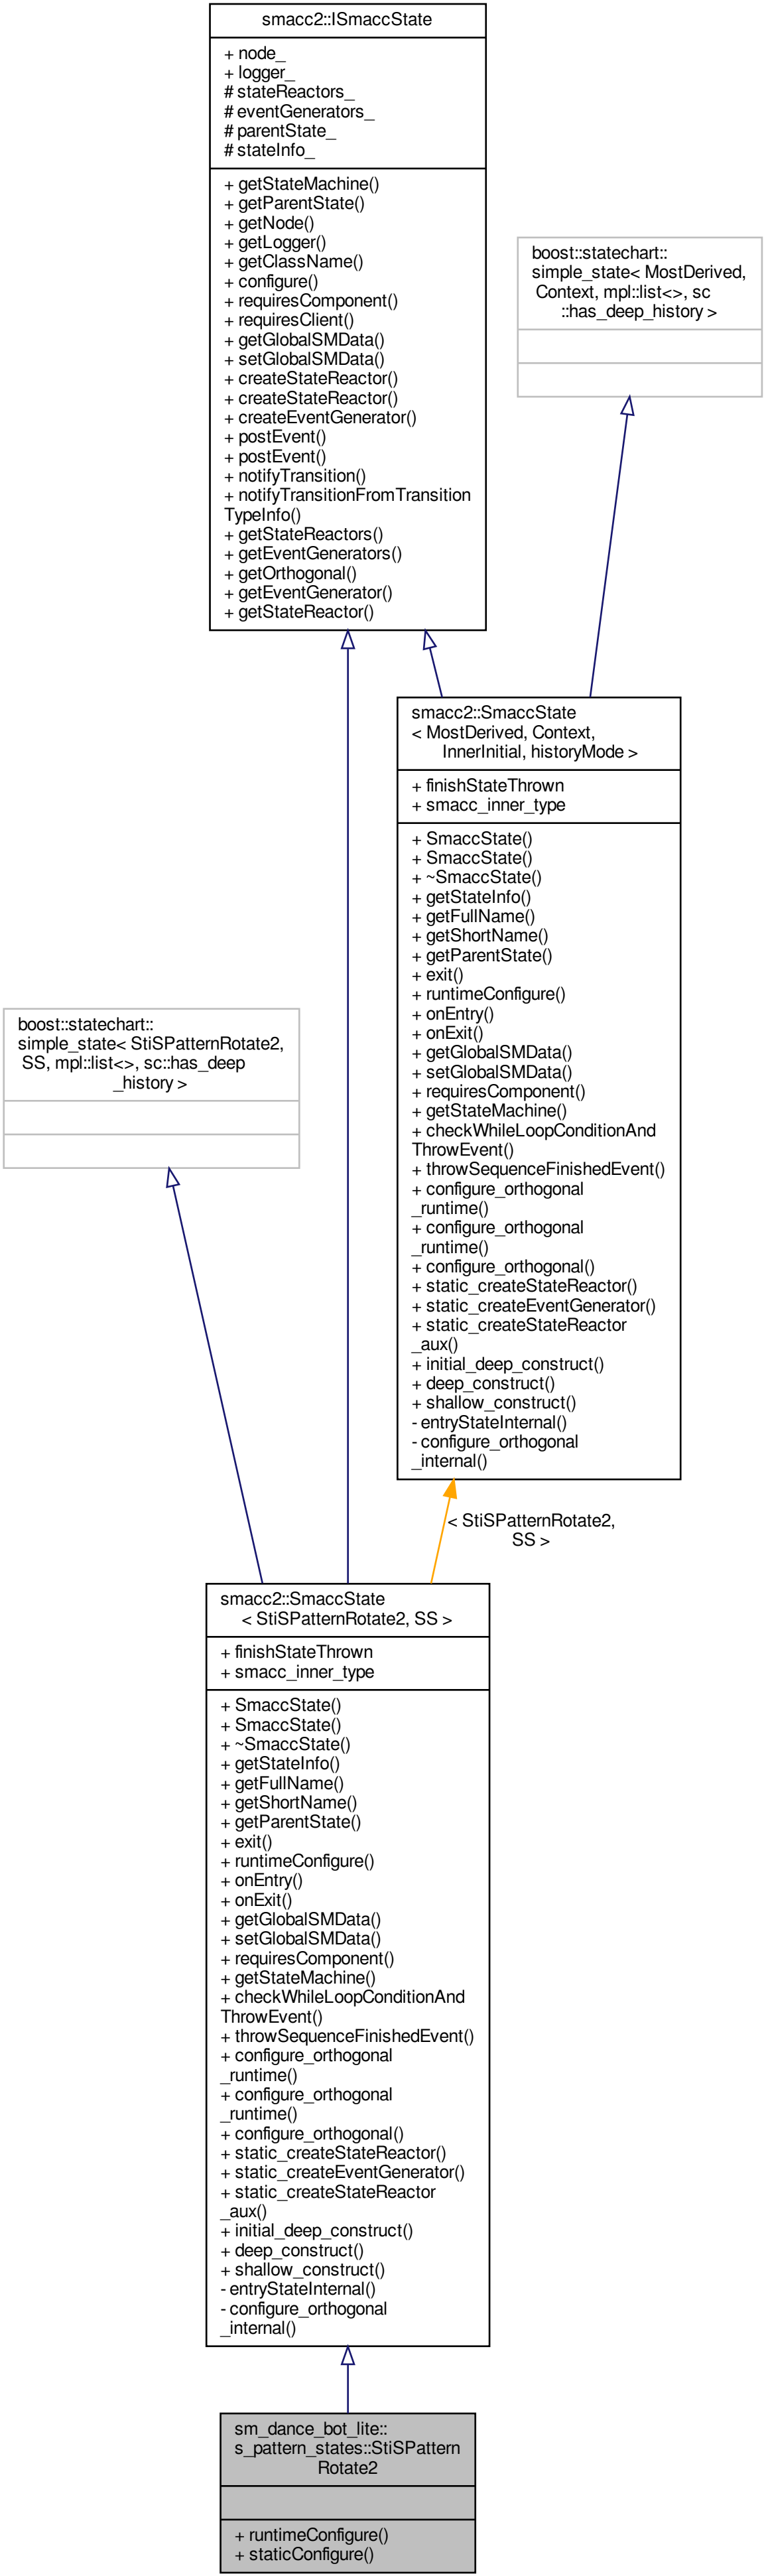 smacc2::ISmaccState
+ node_
+ logger_
# stateReactors_
# eventGenerators_
# parentState_
# stateInfo_
+ getStateMachine()
+ getParentState()
+ getNode()
+ getLogger()
+ getClassName()
+ configure()
+ requiresComponent()
+ requiresClient()
+ getGlobalSMData()
+ setGlobalSMData()
+ createStateReactor()
+ createStateReactor()
+ createEventGenerator()
+ postEvent()
+ postEvent()
+ notifyTransition()
+ notifyTransitionFromTransition
TypeInfo()
+ getStateReactors()
+ getEventGenerators()
+ getOrthogonal()
+ getEventGenerator()
+ getStateReactor()
boost::statechart::
simple_state< MostDerived,
Context, mpl::list<>, sc
::has_deep_history >
smacc2::SmaccState
< MostDerived, Context,
InnerInitial, historyMode >
+ finishStateThrown
+ smacc_inner_type
+ SmaccState()
+ SmaccState()
+ ~SmaccState()
+ getStateInfo()
+ getFullName()
+ getShortName()
+ getParentState()
+ exit()
+ runtimeConfigure()
+ onEntry()
+ onExit()
+ getGlobalSMData()
+ setGlobalSMData()
+ requiresComponent()
+ getStateMachine()
+ checkWhileLoopConditionAnd
ThrowEvent()
+ throwSequenceFinishedEvent()
+ configure_orthogonal
_runtime()
+ configure_orthogonal
_runtime()
+ configure_orthogonal()
+ static_createStateReactor()
+ static_createEventGenerator()
+ static_createStateReactor
_aux()
+ initial_deep_construct()
+ deep_construct()
+ shallow_construct()
- entryStateInternal()
- configure_orthogonal
_internal()
boost::statechart::
simple_state< StiSPatternRotate2,
SS, mpl::list<>, sc::has_deep
_history >
< StiSPatternRotate2,
SS >
smacc2::SmaccState
< StiSPatternRotate2, SS >
+ finishStateThrown
+ smacc_inner_type
+ SmaccState()
+ SmaccState()
+ ~SmaccState()
+ getStateInfo()
+ getFullName()
+ getShortName()
+ getParentState()
+ exit()
+ runtimeConfigure()
+ onEntry()
+ onExit()
+ getGlobalSMData()
+ setGlobalSMData()
+ requiresComponent()
+ getStateMachine()
+ checkWhileLoopConditionAnd
ThrowEvent()
+ throwSequenceFinishedEvent()
+ configure_orthogonal
_runtime()
+ configure_orthogonal
_runtime()
+ configure_orthogonal()
+ static_createStateReactor()
+ static_createEventGenerator()
+ static_createStateReactor
_aux()
+ initial_deep_construct()
+ deep_construct()
+ shallow_construct()
- entryStateInternal()
- configure_orthogonal
_internal()
sm_dance_bot_lite::
s_pattern_states::StiSPattern
Rotate2
+ runtimeConfigure()
+ staticConfigure()